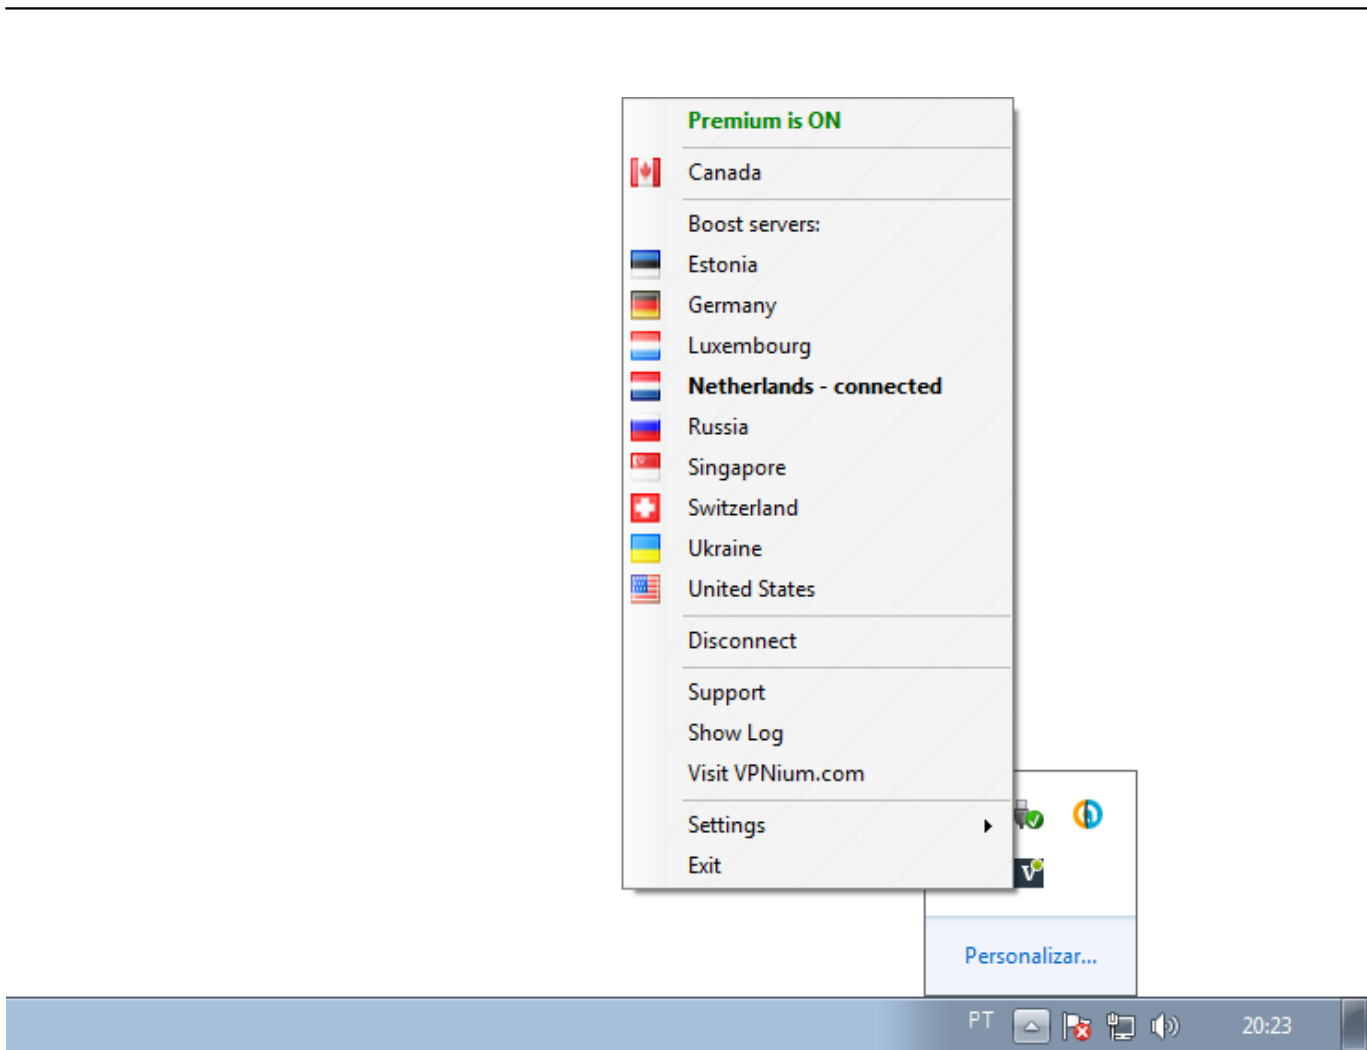 Premium is ON
Canada
Boost servers:
Estonia
Germany
Luxembourg
Netherlands - connected
Russia
Singapore
Switzerland
Ukraine
United States
Disconnect
Support
Show Log
Visit VPNium.com
Settings
Exit
V
Personalizar...
PT
20:23